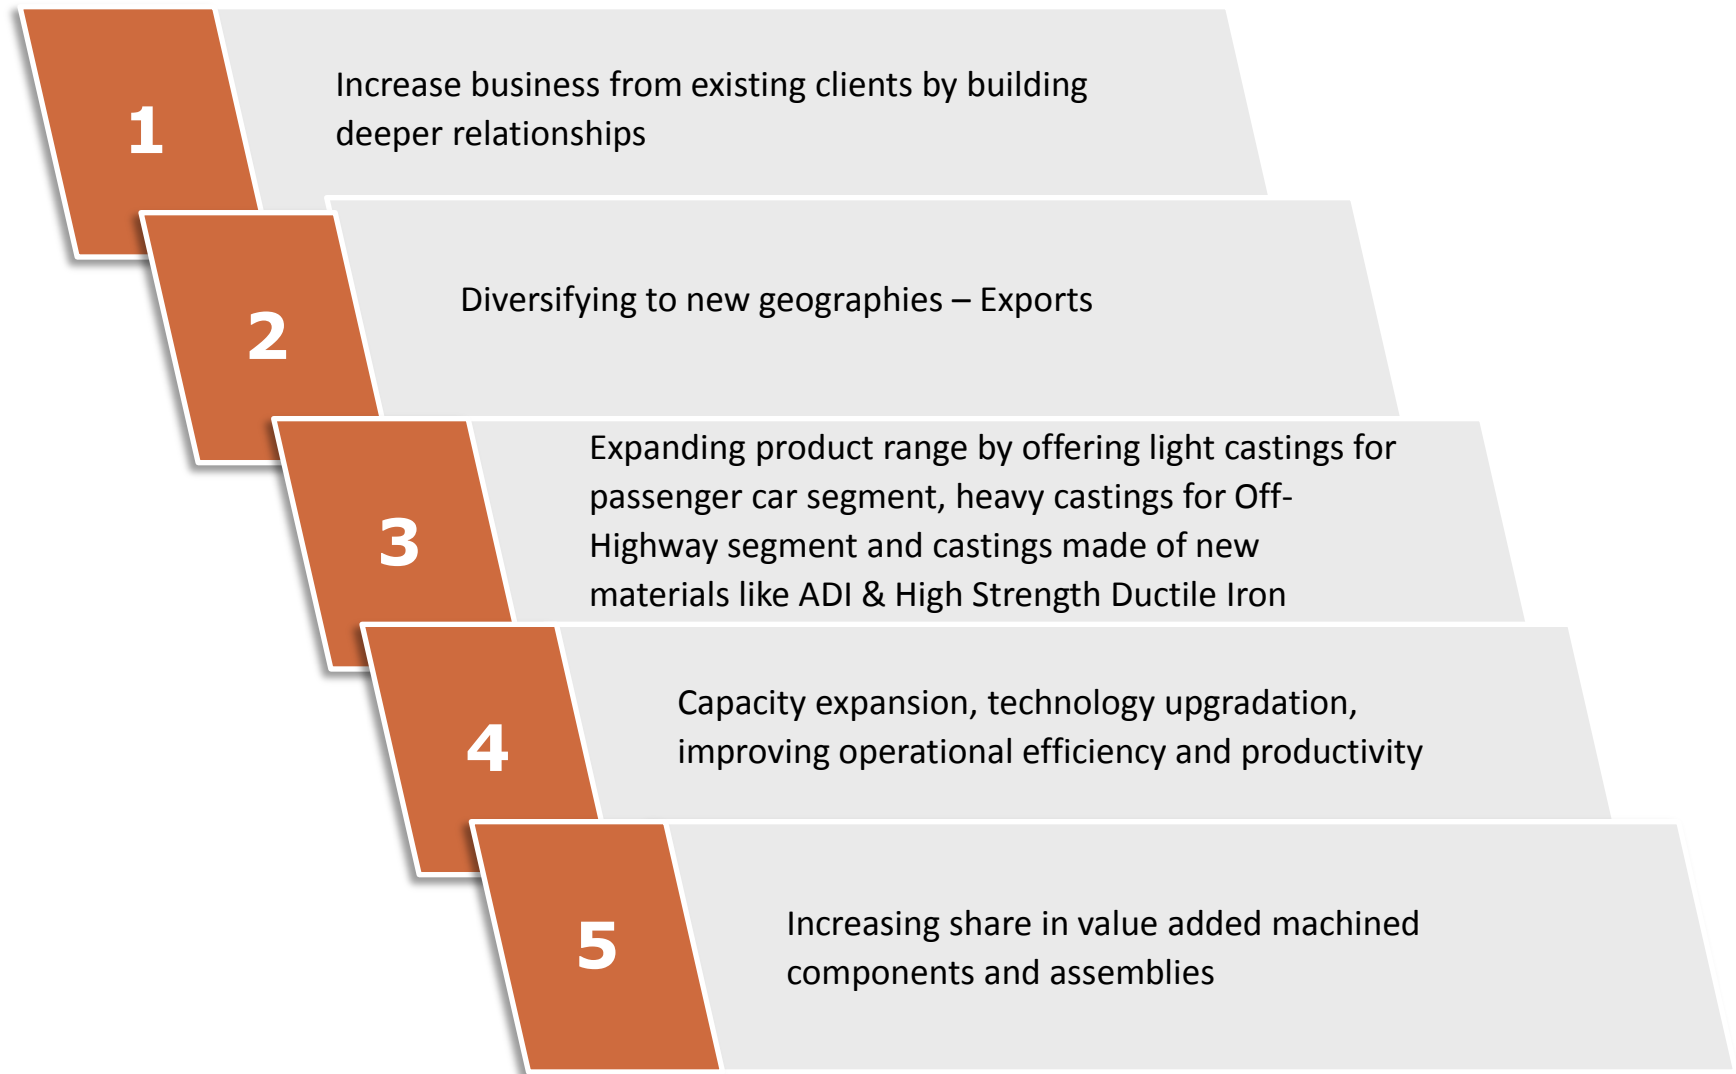 1
Increase business from existing clients by building
deeper relationships
2
Diversifying to new geographies – Exports
3
Expanding product range by offering light castings for
passenger car segment, heavy castings for Off-
Highway segment and castings made of new
materials like ADI & High Strength Ductile Iron
4
Capacity expansion, technology upgradation,
improving operational efficiency and productivity
5
Increasing share in value added machined
components and assemblies